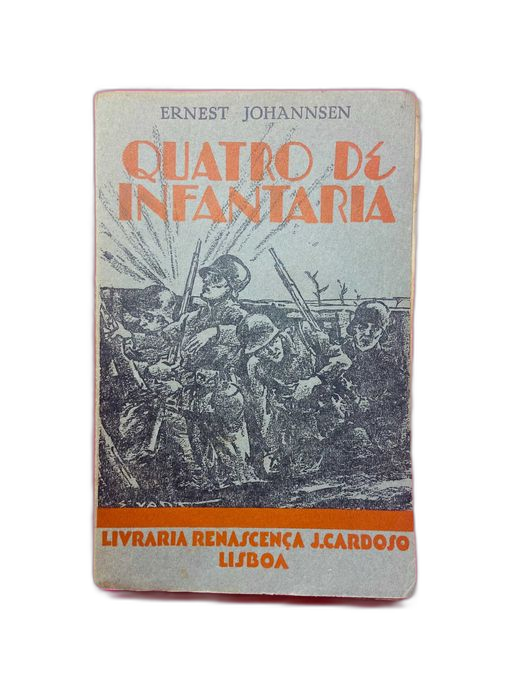 ERNEST JOHANNSEN
QUATRO DE
INFANTARIA
LIVRARIA RENASCENÇA J.CARDOSO
LISBOA